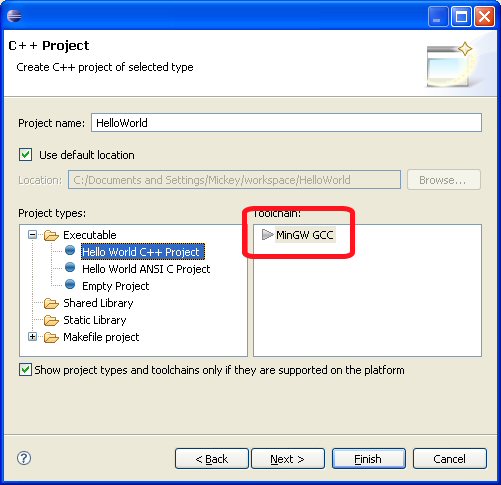 C++ Project
Create C++ project of selected type
Project name: HelloWorld
Use default location
Location: C:/Documents and Settings/Mickey/workspace/HelloWorld Browse...
Project types: Toolchain:
Executable MinGW GCC
Hello World C++ Project
Hello World ANSI C Project
Empty Project
Shared Library
Static Library
Makefile project
Show project types and toolchains only if they are supported on the platform
? < Back Next > Finish Cancel